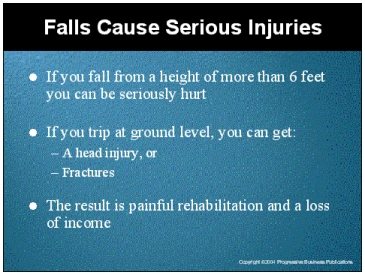 Falls Cause Serious Injuries
● If you fall from a height of more than 6 feet
you can be seriously hurt
● If you trip at ground level, you can get:
– A head injury, or
– Fractures
● The result is painful rehabilitation and a loss
of income
Copyright ©2004 Progressive Business Publications